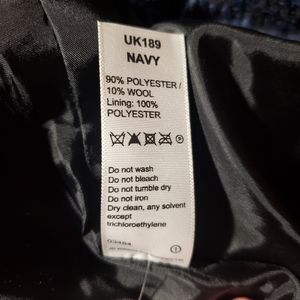 UK189
NAVY
90% POLYESTER /
10% WOOL
Lining: 100%
POLYESTER
Do not wash
Do not bleach
Do not tumble dry
Do not iron
Dry clean, any solvent
except
trichloroethylene